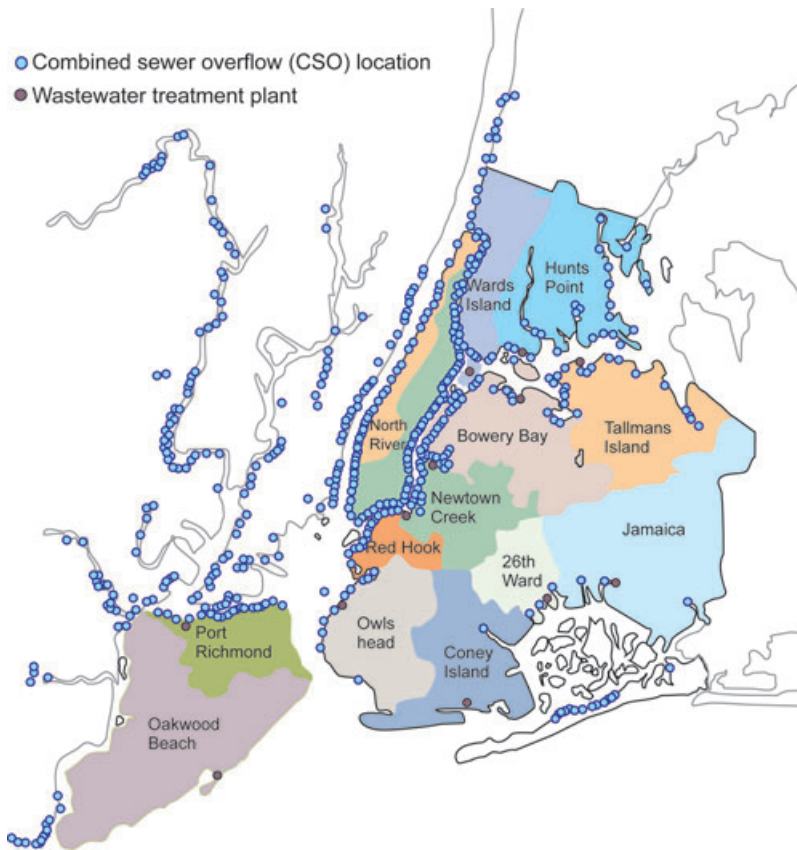 Combined sewer overflow (CSO) location
Wastewater treatment plant
Hunts
Point
Wards
Island
North
River
Bowery Bay
Tallmans
Island
Newtown
Creek
Jamaica
Red Hook
26th
Ward
Owls
head
Coney
Island
Port
Richmond
Oakwood
Beach